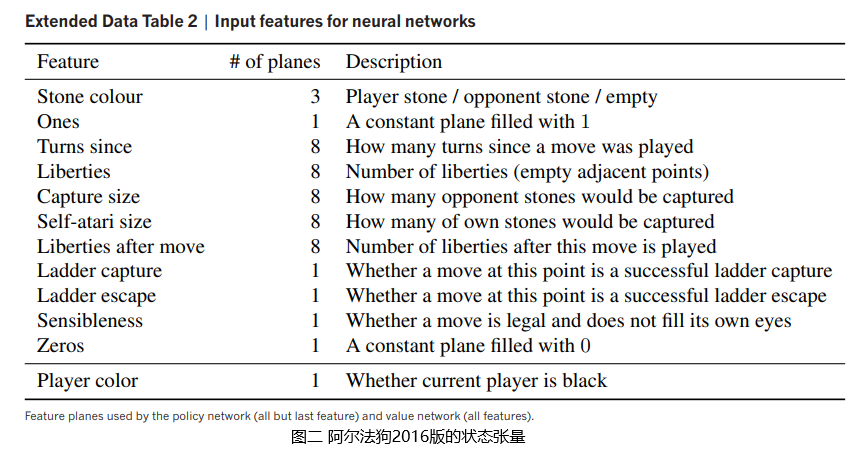 Extended Data Table 2 | Input features for neural networks
Feature # of planes Description
Stone colour 3 Player stone / opponent stone / empty
Ones 1 A constant plane filled with 1
Turns since 8 How many turns since a move was played
Liberties 8 Number of liberties (empty adjacent points)
Capture size 8 How many opponent stones would be captured
Self-atari size 8 How many of own stones would be captured
Liberties after move 8 Number of liberties after this move is played
Ladder capture 1 Whether a move at this point is a successful ladder capture
Ladder escape 1 Whether a move at this point is a successful ladder escape
Sensibleness 1 Whether a move is legal and does not fill its own eyes
Zeros 1 A constant plane filled with 0
Player color 1 Whether current player is black
Feature planes used by the policy network (all but last feature) and value network (all features).
图二 阿尔法狗2016版的状态张量